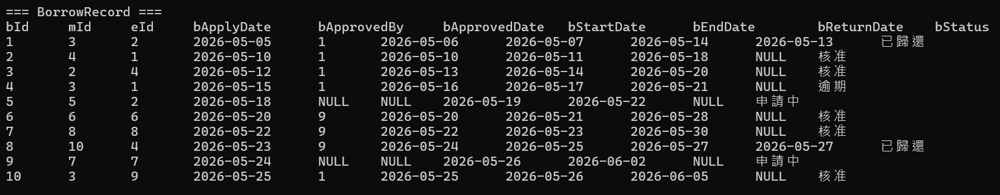 === BorrowRecord ===
bId mId eId bApplyDate bApprovedBy bApprovedDate bStartDate bEndDate bReturnDate bStatus
1 3 2 2026-05-05 1 2026-05-06 2026-05-07 2026-05-14 2026-05-13 已歸還
2 4 1 2026-05-10 1 2026-05-10 2026-05-11 2026-05-18 NULL 核准
3 2 4 2026-05-12 1 2026-05-13 2026-05-14 2026-05-20 NULL 核准
4 3 1 2026-05-15 1 2026-05-16 2026-05-17 2026-05-21 NULL 逾期
5 5 2 2026-05-18 NULL NULL 2026-05-19 2026-05-22 NULL 申請中
6 6 6 2026-05-20 9 2026-05-20 2026-05-21 2026-05-28 NULL 核准
7 8 8 2026-05-22 9 2026-05-22 2026-05-23 2026-05-30 NULL 核准
8 10 4 2026-05-23 9 2026-05-24 2026-05-25 2026-05-27 2026-05-27 已歸還
9 7 7 2026-05-24 NULL NULL 2026-05-26 2026-06-02 NULL 申請中
10 3 9 2026-05-25 1 2026-05-25 2026-05-26 2026-06-05 NULL 核准